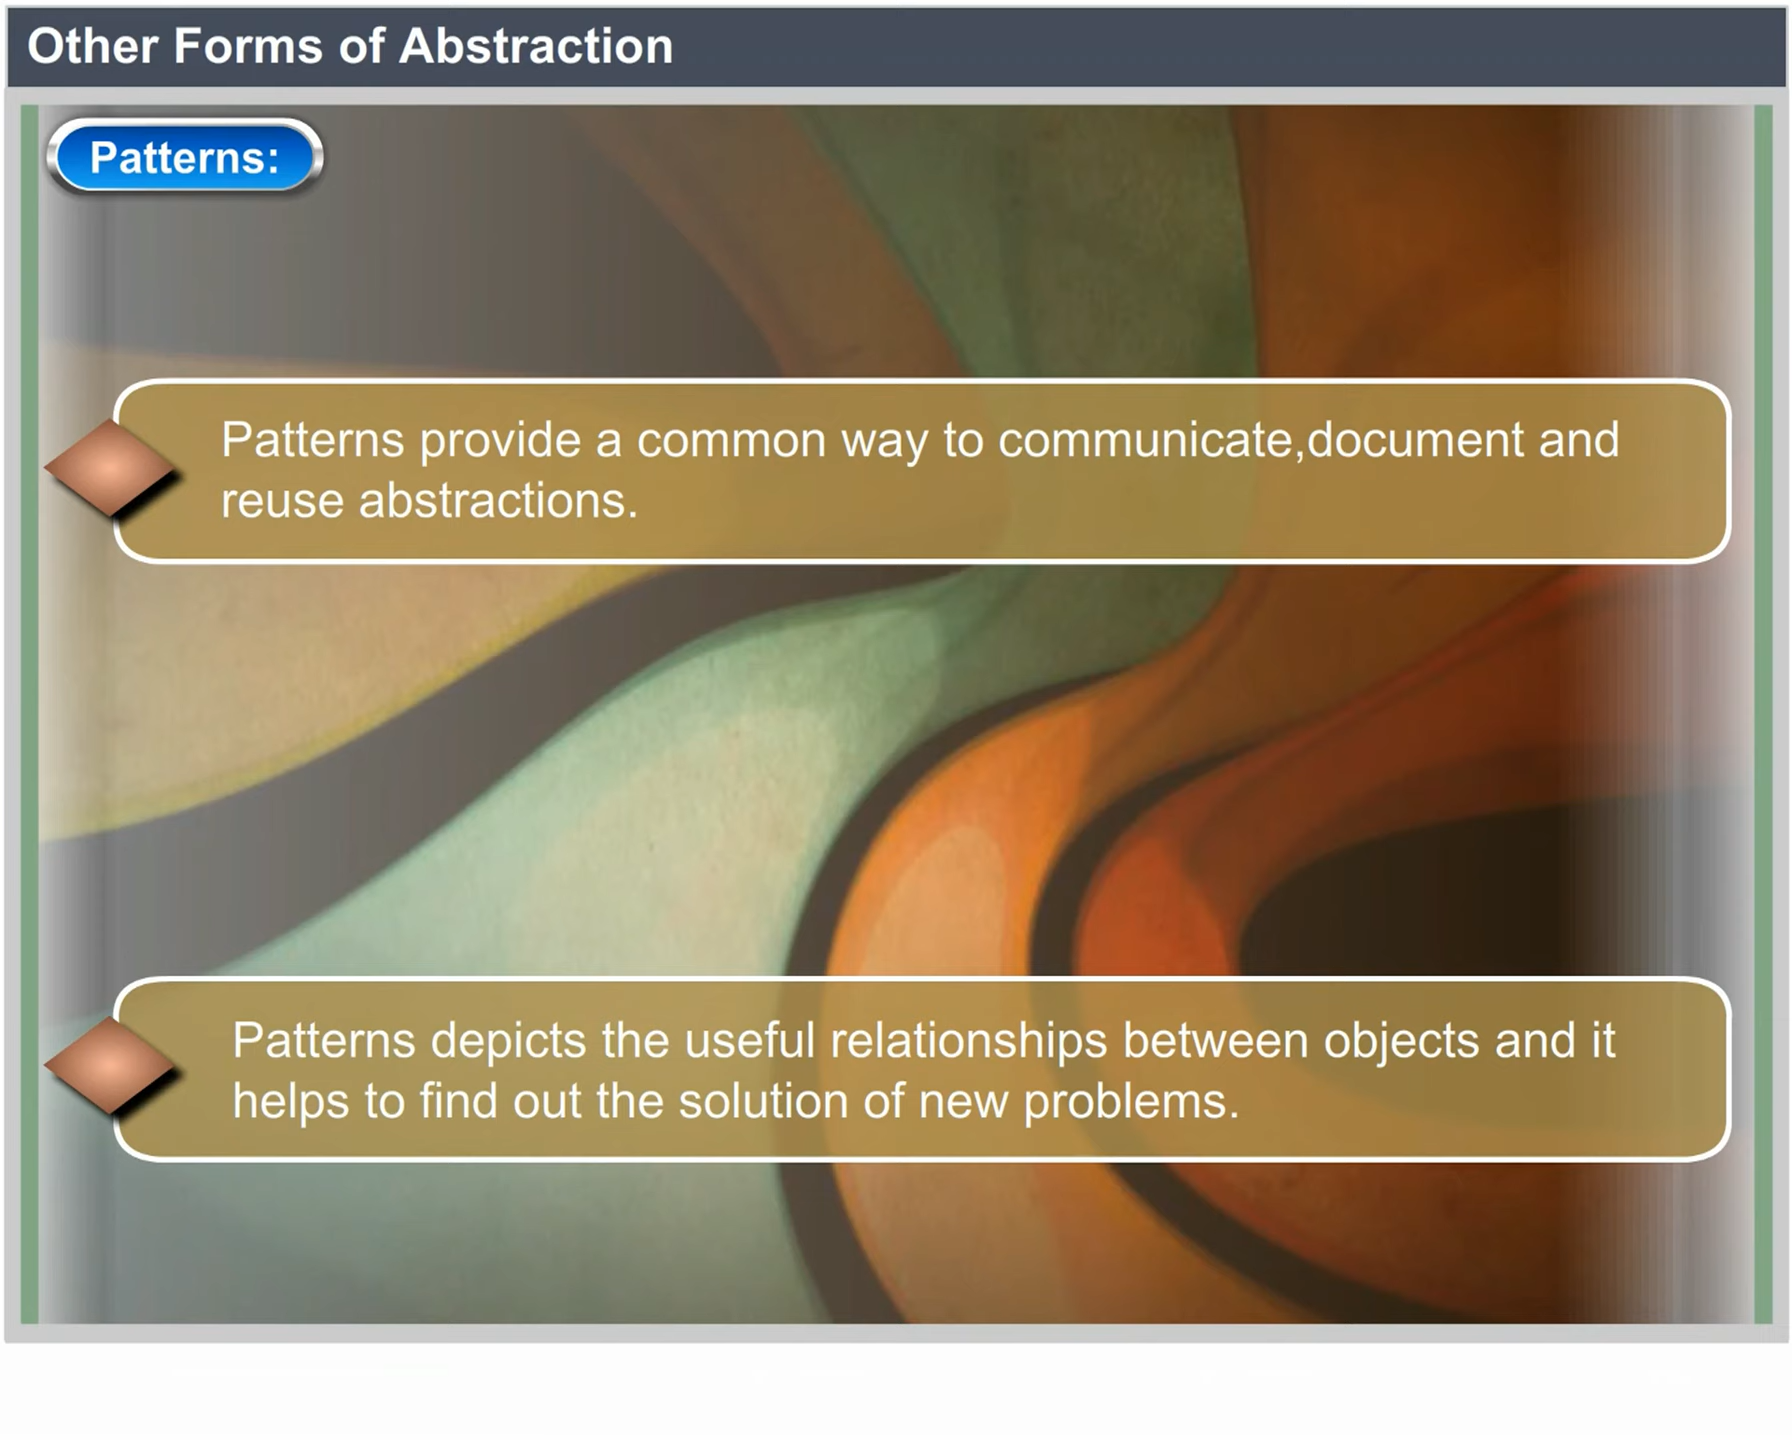 Other Forms of Abstraction
Patterns:
Patterns provide a common way to communicate,document and
reuse abstractions.
Patterns depicts the useful relationships between objects and it
helps to find out the solution of new problems.